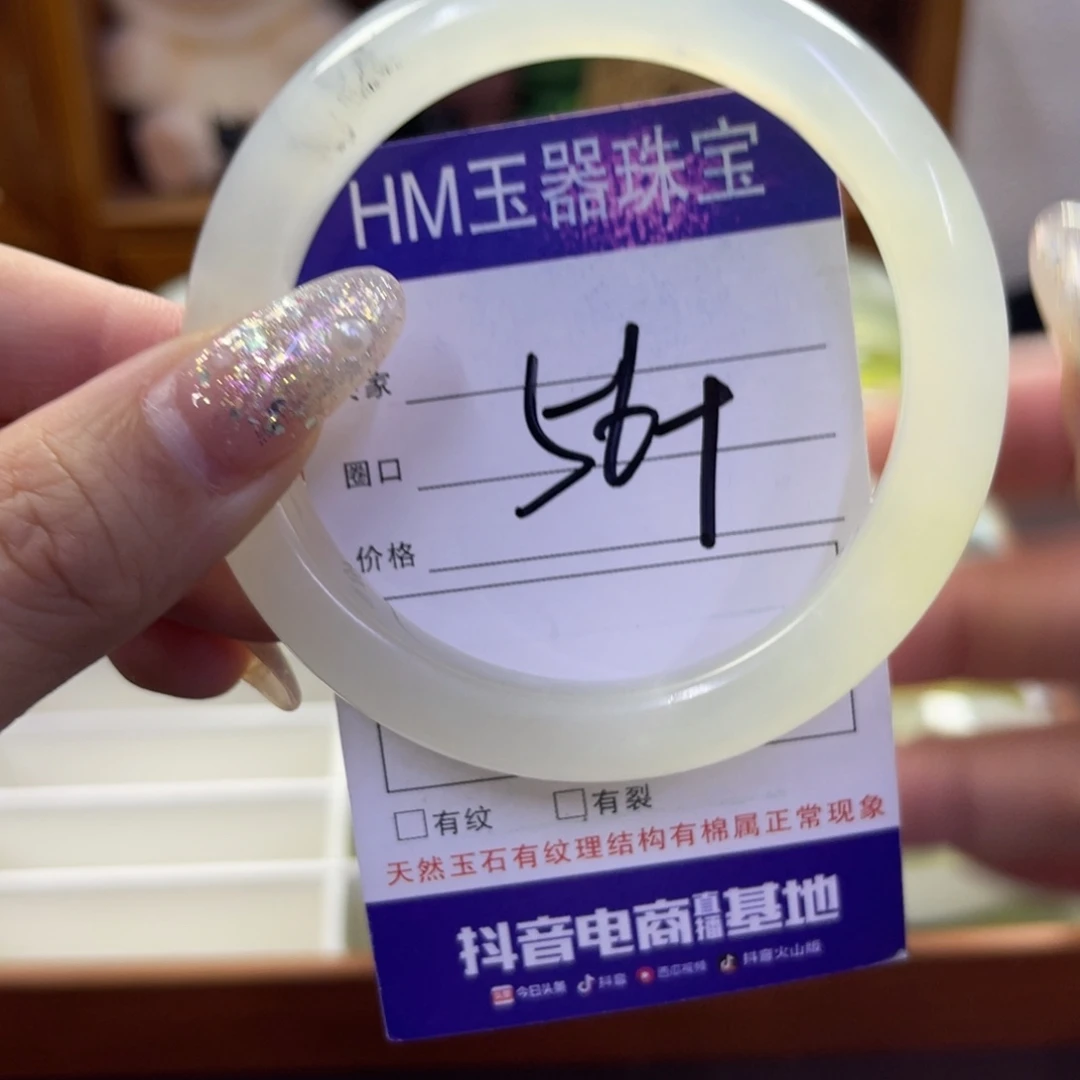 HM玉器珠宝
家
圈口
价格
有纹
有裂
天然玉石有纹理结构有棉属正常现象
抖音电商直播基地
今日头条 抖音 西瓜视频 抖音火山版